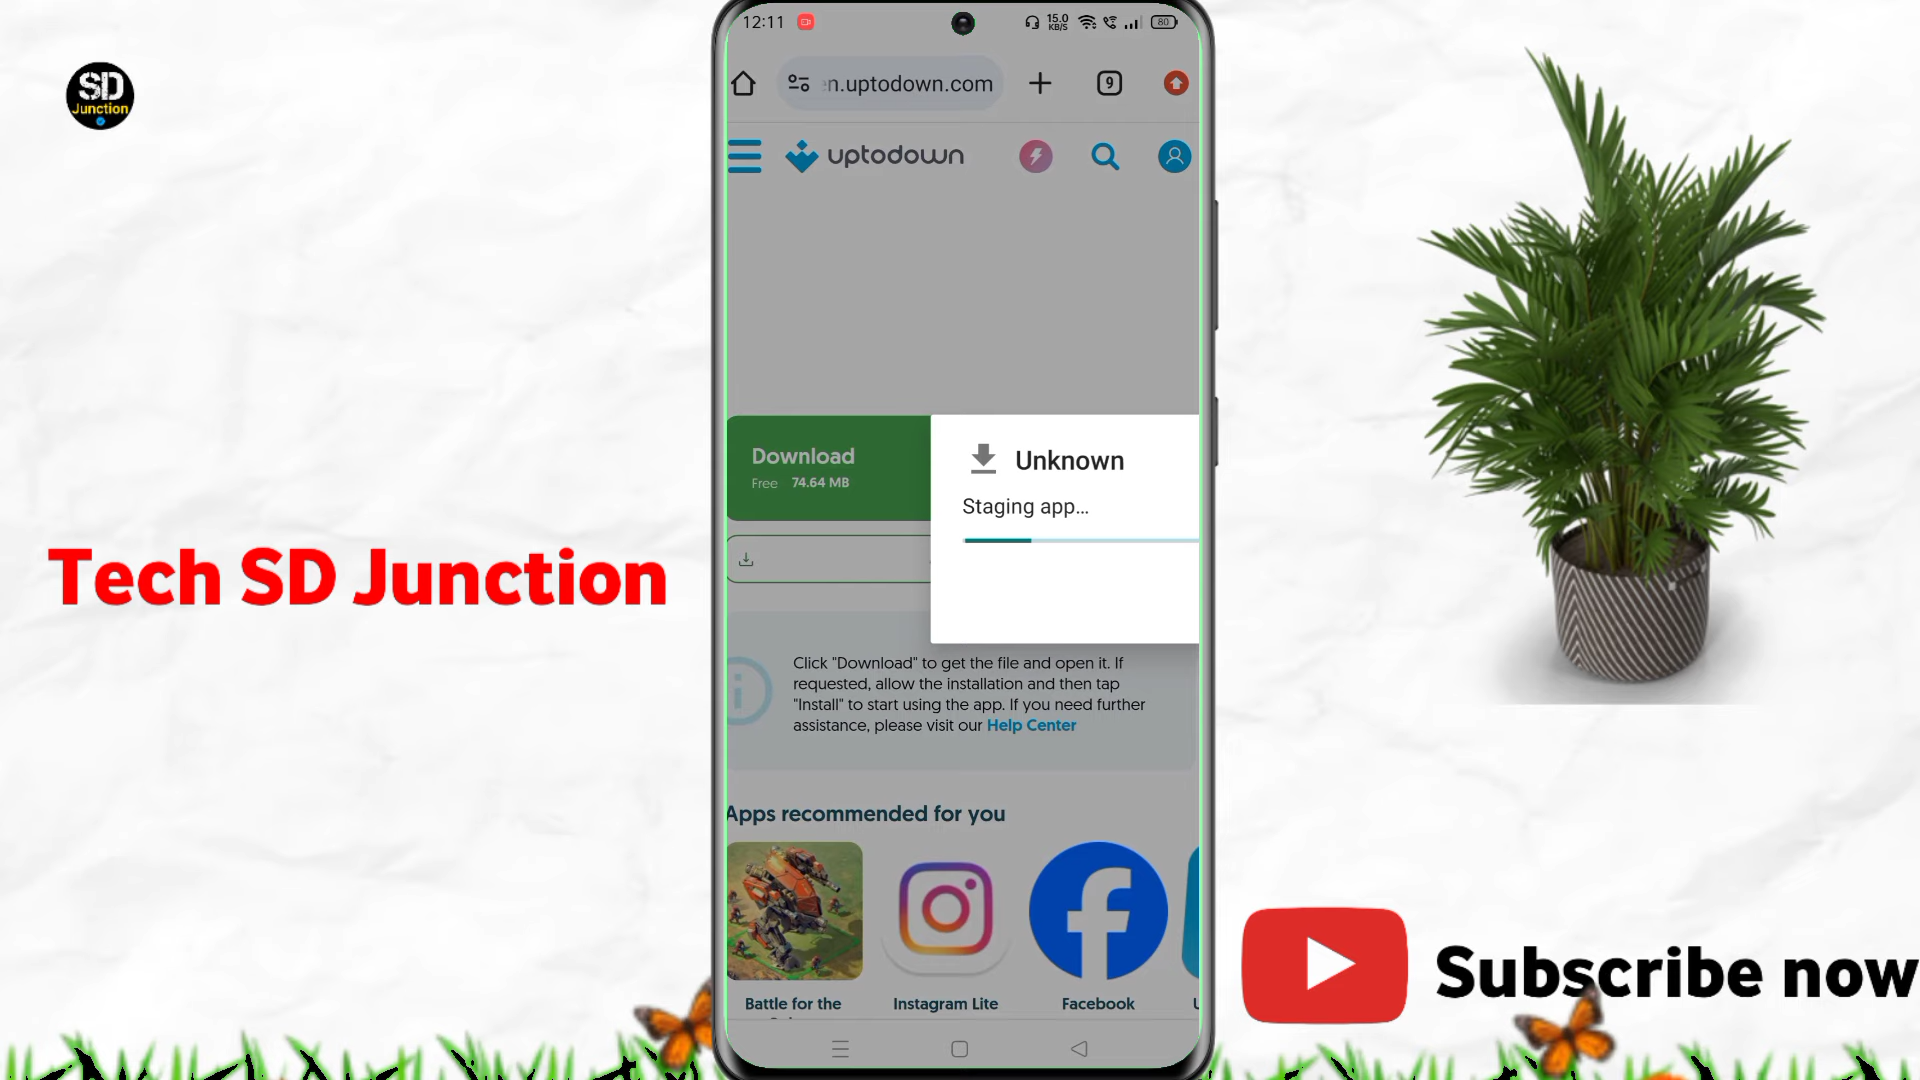 SD
Junction
Tech SD Junction
12:11
15.0
KB/S
80
n.uptodown.com
9
uptodown
Download
Free 74.64 MB
Unknown
Staging app...
Click "Download" to get the file and open it. If
requested, allow the installation and then tap
"Install" to start using the app. If you need further
assistance, please visit our Help Center
Apps recommended for you
Battle for the
Instagram Lite
Facebook
Subscribe now